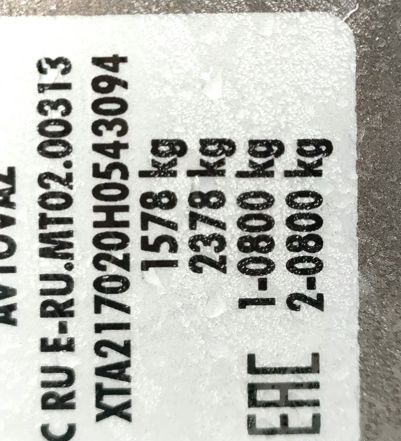 AVTOVAZ
C RU E-RU.MT02.00313
XTA217020H0543094
1578 kg
2378 kg
1-0800 kg
2-0800 kg
EAC